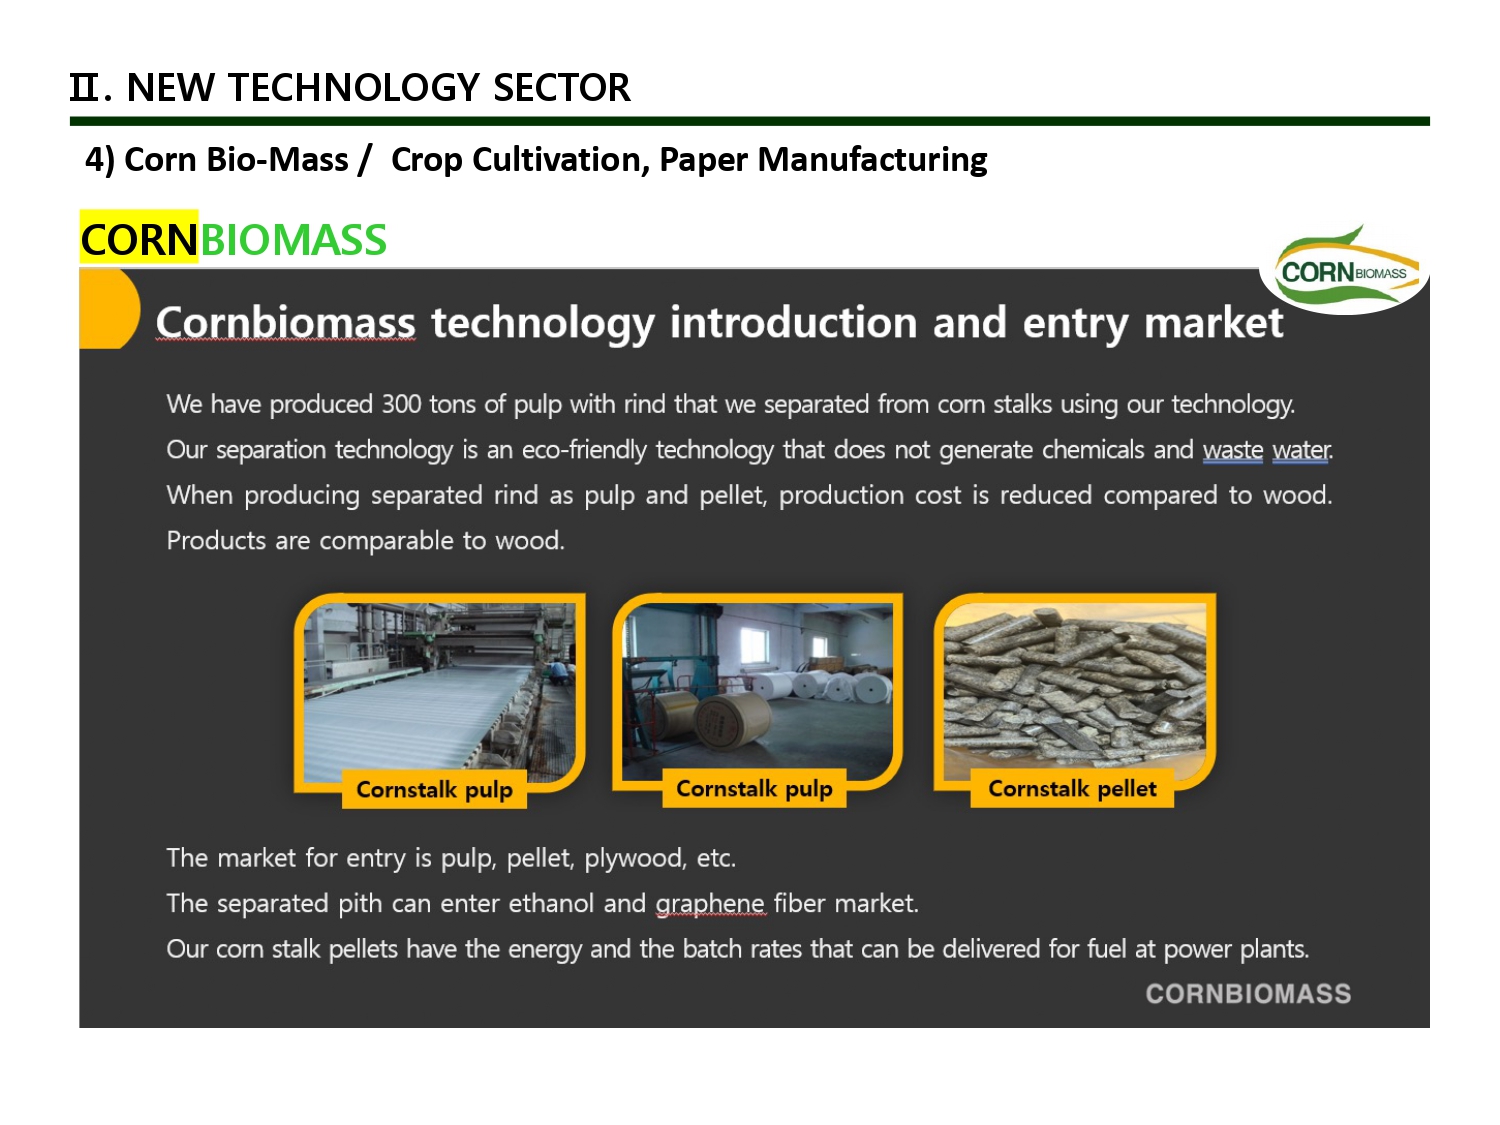 Ⅱ. NEW TECHNOLOGY SECTOR
4) Corn Bio-Mass / Crop Cultivation, Paper Manufacturing
CORNBIOMASS
CORNBIOMASS
Cornbiomass technology introduction and entry market
We have produced 300 tons of pulp with rind that we separated from corn stalks using our technology.
Our separation technology is an eco-friendly technology that does not generate chemicals and waste water.
When producing separated rind as pulp and pellet, production cost is reduced compared to wood.
Products are comparable to wood.
Cornstalk pulp
Cornstalk pulp
Cornstalk pellet
The market for entry is pulp, pellet, plywood, etc.
The separated pith can enter ethanol and graphene fiber market.
Our corn stalk pellets have the energy and the batch rates that can be delivered for fuel at power plants.
CORNBIOMASS